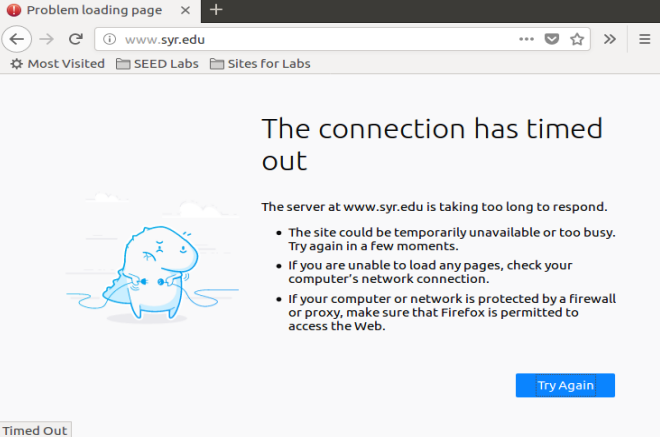 Problem loading page
www.syr.edu
Most Visited SEED Labs Sites for Labs
The connection has timed
out
The server at www.syr.edu is taking too long to respond.
The site could be temporarily unavailable or too busy.
Try again in a few moments.
If you are unable to load any pages, check your
computer's network connection.
If your computer or network is protected by a firewall
or proxy, make sure that Firefox is permitted to
access the Web.
Try Again
Timed Out